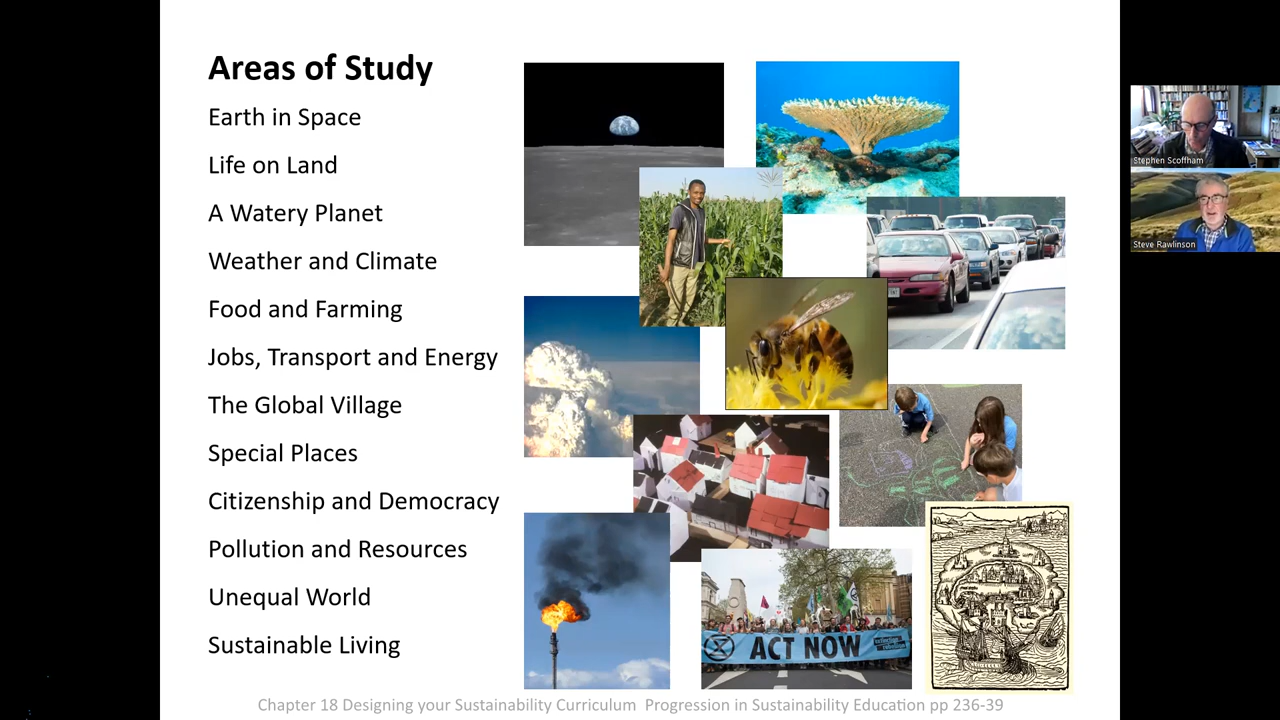 Areas of Study
Earth in Space
Life on Land
A Watery Planet
Weather and Climate
Food and Farming
Jobs, Transport and Energy
The Global Village
Special Places
Citizenship and Democracy
Pollution and Resources
Unequal World
Sustainable Living
ACT NOW
Chapter 18 Designing your Sustainability Curriculum Progression in Sustainability Education pp 236-39
Stephen Scoffham
Steve Rawlinson